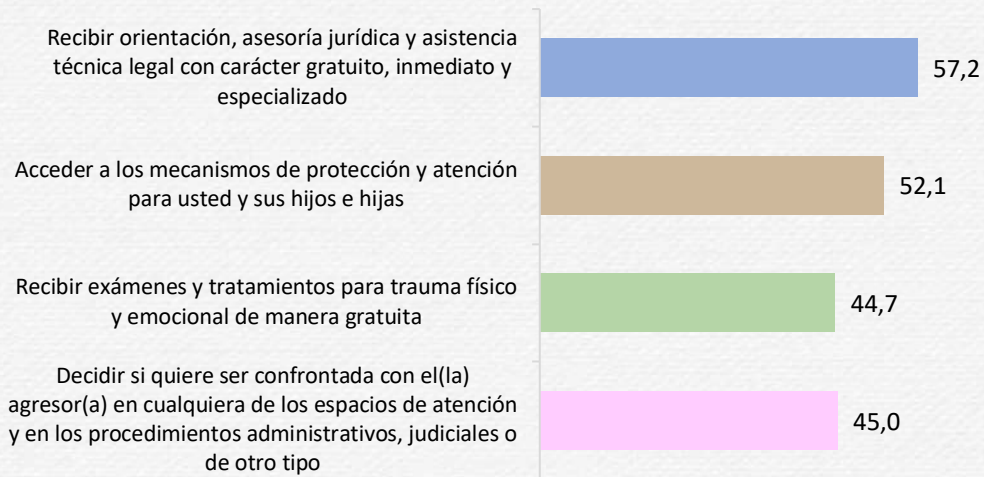 Recibir orientación, asesoría jurídica y asistencia
técnica legal con carácter gratuito, inmediato y
especializado
57,2
Acceder a los mecanismos de protección y atención
para usted y sus hijos e hijas
52,1
Recibir exámenes y tratamientos para trauma físico
y emocional de manera gratuita
44,7
Decidir si quiere ser confrontada con el(la)
agresor(a) en cualquiera de los espacios de atención
y en los procedimientos administrativos, judiciales o
de otro tipo
45,0